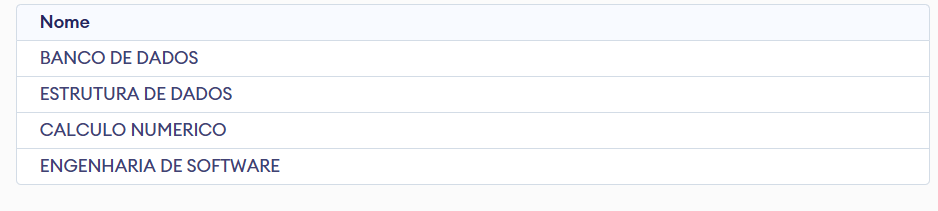 Nome
BANCO DE DADOS
ESTRUTURA DE DADOS
CALCULO NUMERICO
ENGENHARIA DE SOFTWARE